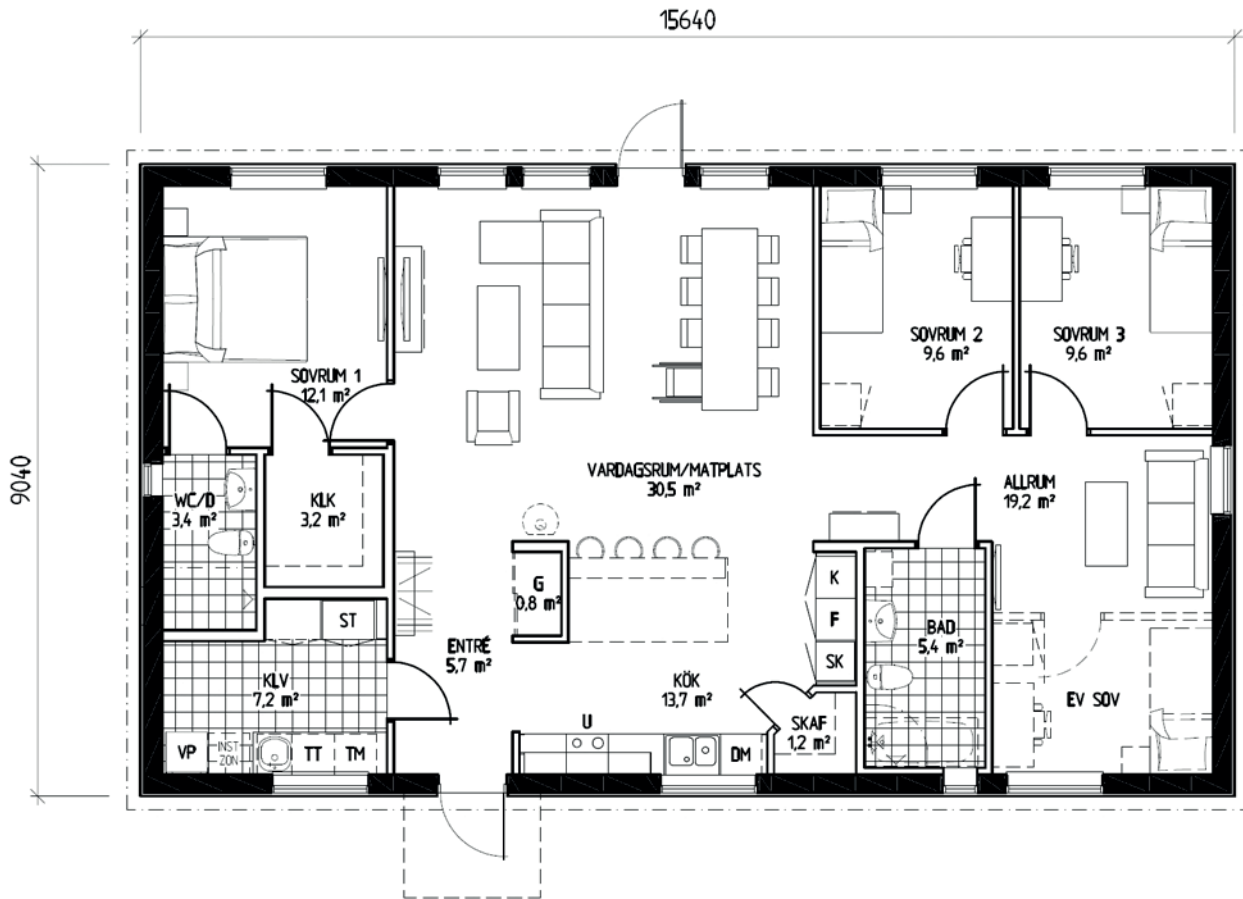 15640
9040
SOVRUM 1
12,1 m²
SOVRUM 2
9,6 m²
SOVRUM 3
9,6 m²
WC/D
3,4 m²
KLK
3,2 m²
VARDAGSRUM/MATPLATS
30,5 m²
ALLRUM
19,2 m²
G
0,8 m²
K
F
SK
ST
ENTRÉ
5,7 m²
BAD
5,4 m²
KLV
7,2 m²
KÖK
13,7 m²
EV SOV
U
SKAF
1,2 m²
VP
INST
ZON
TT
TM
DM